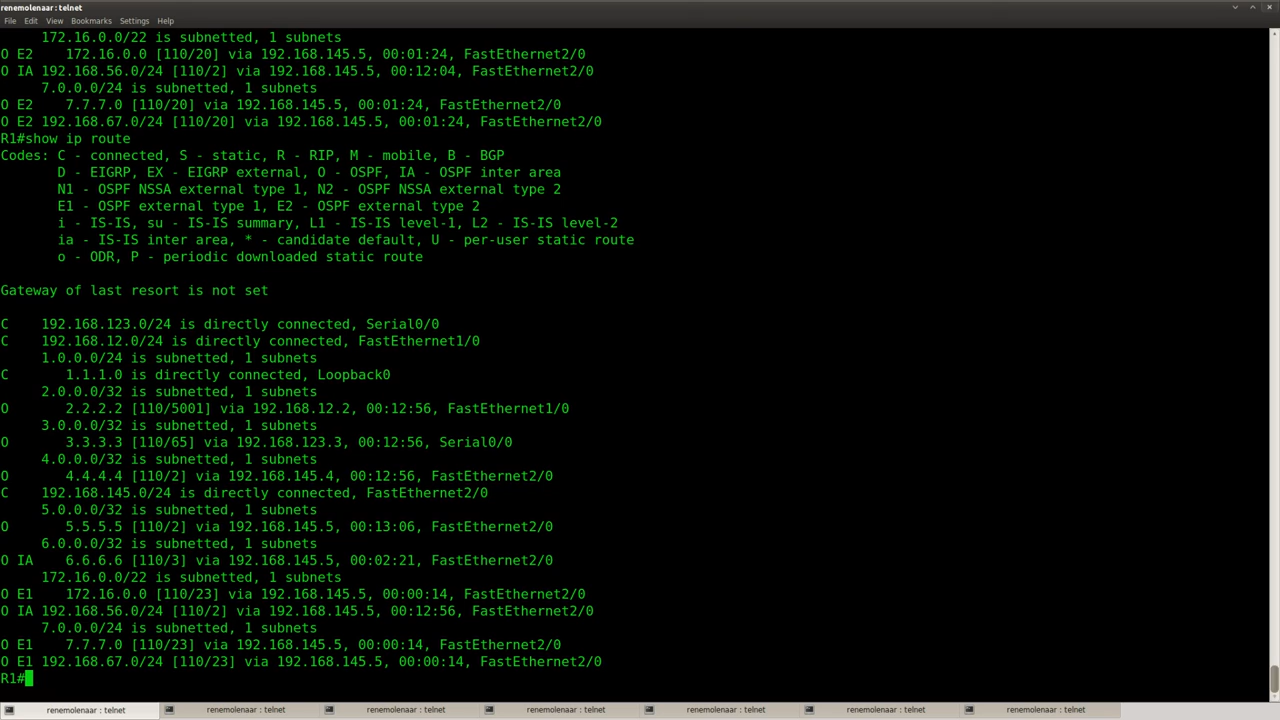 renemolenaar: telnet
File Edit View Bookmarks Settings Help
172.16.0.0/22 is subnetted, 1 subnets
O E2 172.16.0.0 [110/20] via 192.168.145.5, 00:01:24, FastEthernet2/0
O IA 192.168.56.0/24 [110/2] via 192.168.145.5, 00:12:04, FastEthernet2/0
7.0.0.0/24 is subnetted, 1 subnets
O E2 7.7.7.0 [110/20] via 192.168.145.5, 00:01:24, FastEthernet2/0
O E2 192.168.67.0/24 [110/20] via 192.168.145.5, 00:01:24, FastEthernet2/0
R1#show ip route
Codes: C - connected, S - static, R - RIP, M - mobile, B - BGP
D - EIGRP, EX - EIGRP external, O - OSPF, IA - OSPF inter area
N1 - OSPF NSSA external type 1, N2 - OSPF NSSA external type 2
E1 - OSPF external type 1, E2 - OSPF external type 2
i - IS-IS, su - IS-IS summary, L1 - IS-IS level-1, L2 - IS-IS level-2
ia - IS-IS inter area, * - candidate default, U - per-user static route
o - ODR, P - periodic downloaded static route
Gateway of last resort is not set
C 192.168.123.0/24 is directly connected, Serial0/0
C 192.168.12.0/24 is directly connected, FastEthernet1/0
1.0.0.0/24 is subnetted, 1 subnets
C 1.1.1.0 is directly connected, Loopback0
2.0.0.0/32 is subnetted, 1 subnets
O 2.2.2.2 [110/5001] via 192.168.12.2, 00:12:56, FastEthernet1/0
3.0.0.0/32 is subnetted, 1 subnets
O 3.3.3.3 [110/65] via 192.168.123.3, 00:12:56, Serial0/0
4.0.0.0/32 is subnetted, 1 subnets
O 4.4.4.4 [110/2] via 192.168.145.4, 00:12:56, FastEthernet2/0
C 192.168.145.0/24 is directly connected, FastEthernet2/0
5.0.0.0/32 is subnetted, 1 subnets
O 5.5.5.5 [110/2] via 192.168.145.5, 00:13:06, FastEthernet2/0
6.0.0.0/32 is subnetted, 1 subnets
O IA 6.6.6.6 [110/3] via 192.168.145.5, 00:02:21, FastEthernet2/0
172.16.0.0/22 is subnetted, 1 subnets
O E1 172.16.0.0 [110/23] via 192.168.145.5, 00:00:14, FastEthernet2/0
O IA 192.168.56.0/24 [110/2] via 192.168.145.5, 00:12:56, FastEthernet2/0
7.0.0.0/24 is subnetted, 1 subnets
O E1 7.7.7.0 [110/23] via 192.168.145.5, 00:00:14, FastEthernet2/0
O E1 192.168.67.0/24 [110/23] via 192.168.145.5, 00:00:14, FastEthernet2/0
R1#
renemolenaar : telnet renemolenaar : telnet renemolenaar : telnet renemolenaar : telnet renemolenaar : telnet renemolenaar : telnet renemolenaar : telnet